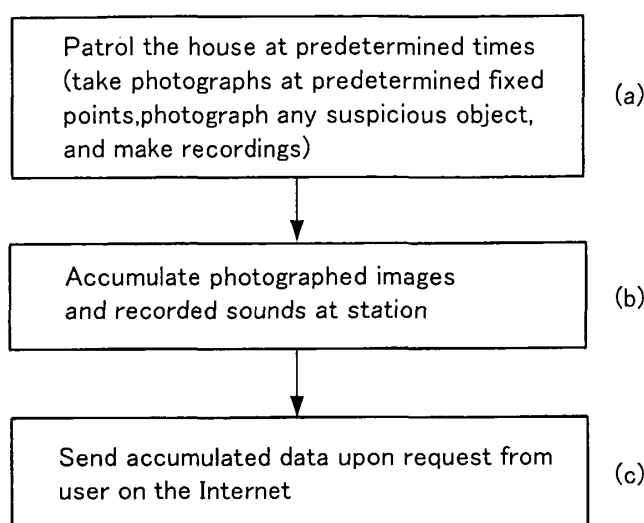 Patrol the house at predetermined times
(take photographs at predetermined fixed
points,photograph any suspicious object,
and make recordings)
(a)
Accumulate photographed images
and recorded sounds at station
(b)
Send accumulated data upon request from
user on the Internet
(c)